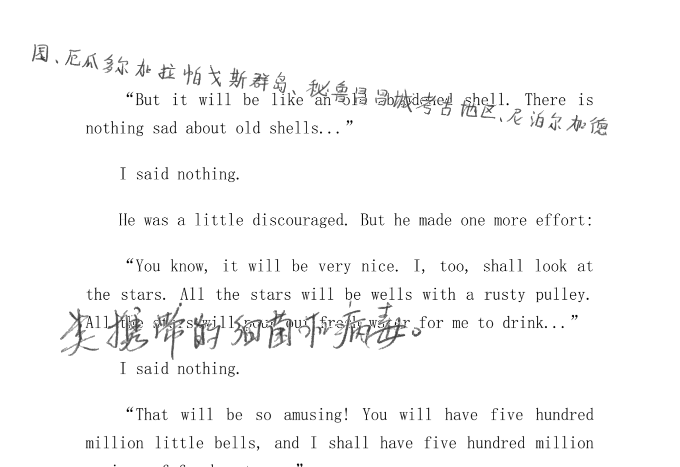 园、厄瓜多尔加拉帕戈斯群岛、秘鲁昌昌城考古地区、尼泊尔加德
“But it will be like an old abandoned shell. There is
nothing sad about old shells...”
I said nothing.
He was a little discouraged. But he made one more effort:
“You know, it will be very nice. I, too, shall look at
the stars. All the stars will be wells with a rusty pulley.
All the stars will pour out fresh water for me to drink...”
类携带的细菌和病毒。
I said nothing.
“That will be so amusing! You will have five hundred
million little bells, and I shall have five hundred million